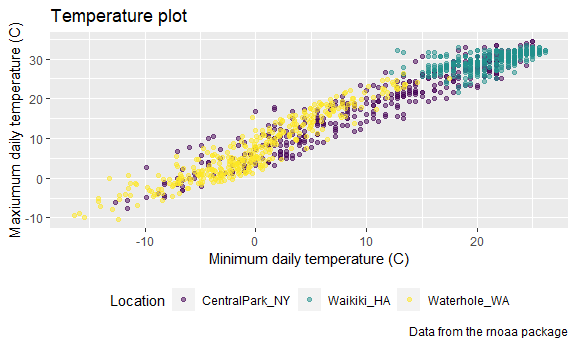 Temperature plot
Maxiumum daily temperature (C)
30
20
10
0
-10
-10
0
10
20
Minimum daily temperature (C)
Location
CentralPark_NY
Waikiki_HA
Waterhole_WA
Data from the rnoaa package